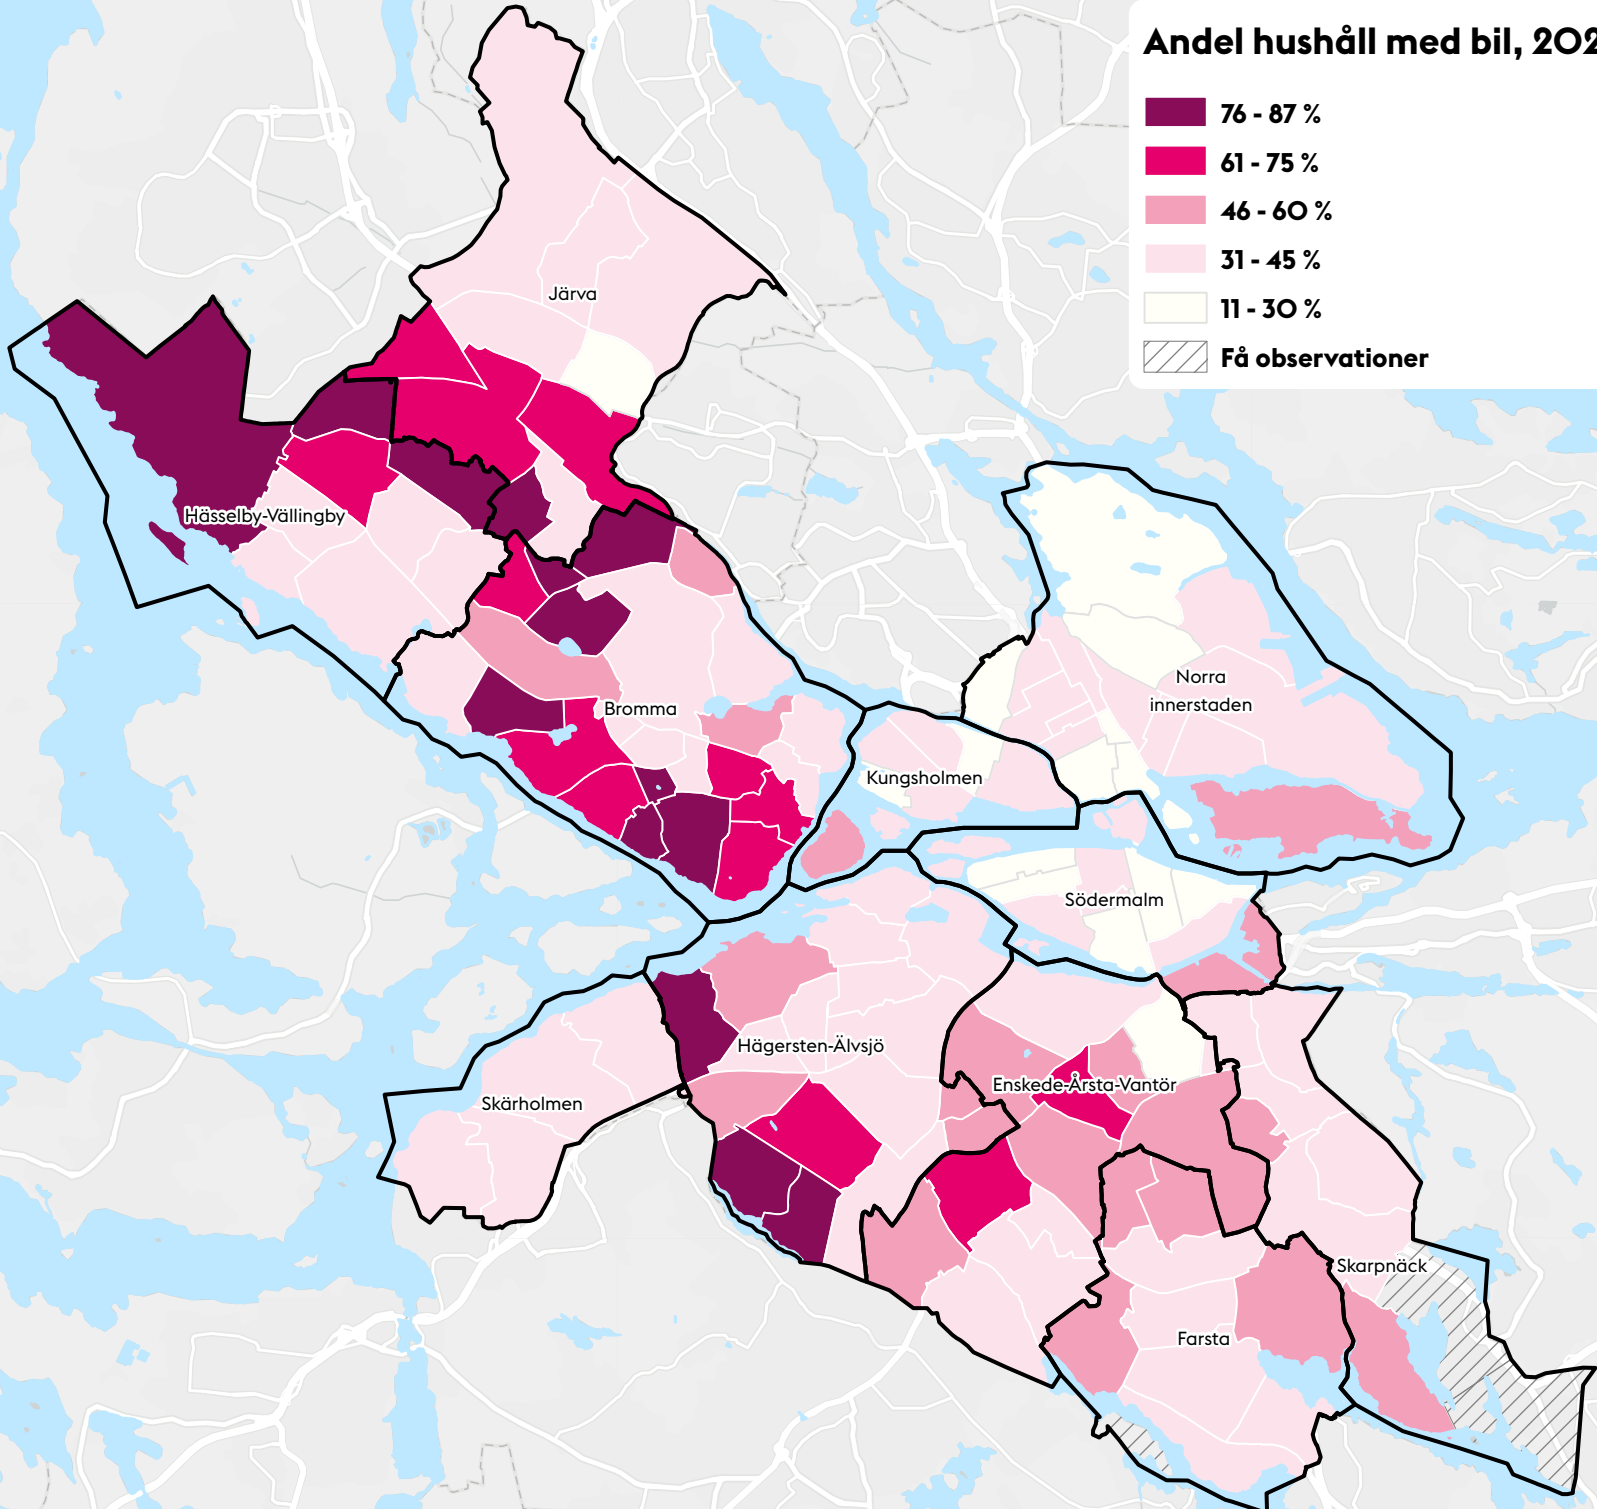 Andel hushåll med bil, 202
76 - 87 %
61 - 75 %
46 - 60 %
31 - 45 %
11 - 30 %
Få observationer
Järva
Hässelby-Vällingby
Norra
innerstaden
Bromma
Kungsholmen
Södermalm
Hägersten-Älvsjö
Enskede-Årsta-Vantör
Skärholmen
Skarpnäck
Farsta